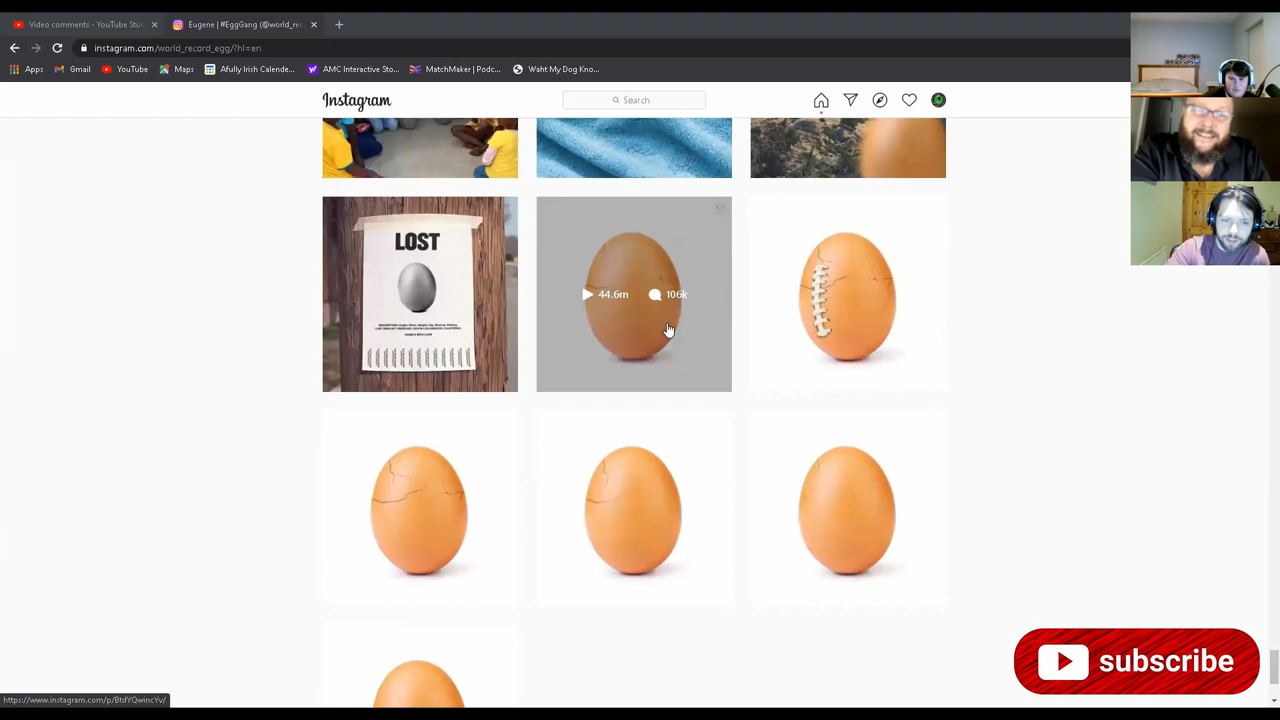 Video comments - YouTube Stu
Eugene | #EggGang (@world_rec
instagram.com/world_record_egg/?hl=en
Apps
Gmail
YouTube
Maps
Afully Irish Calende...
AMC Interactive Sto...
MatchMaker | Podc...
Waht My Dog Kno...
Instagram
Search
LOST
44.6m
106k
subscribe
https://www.instagram.com/p/BtdYQwincYv/